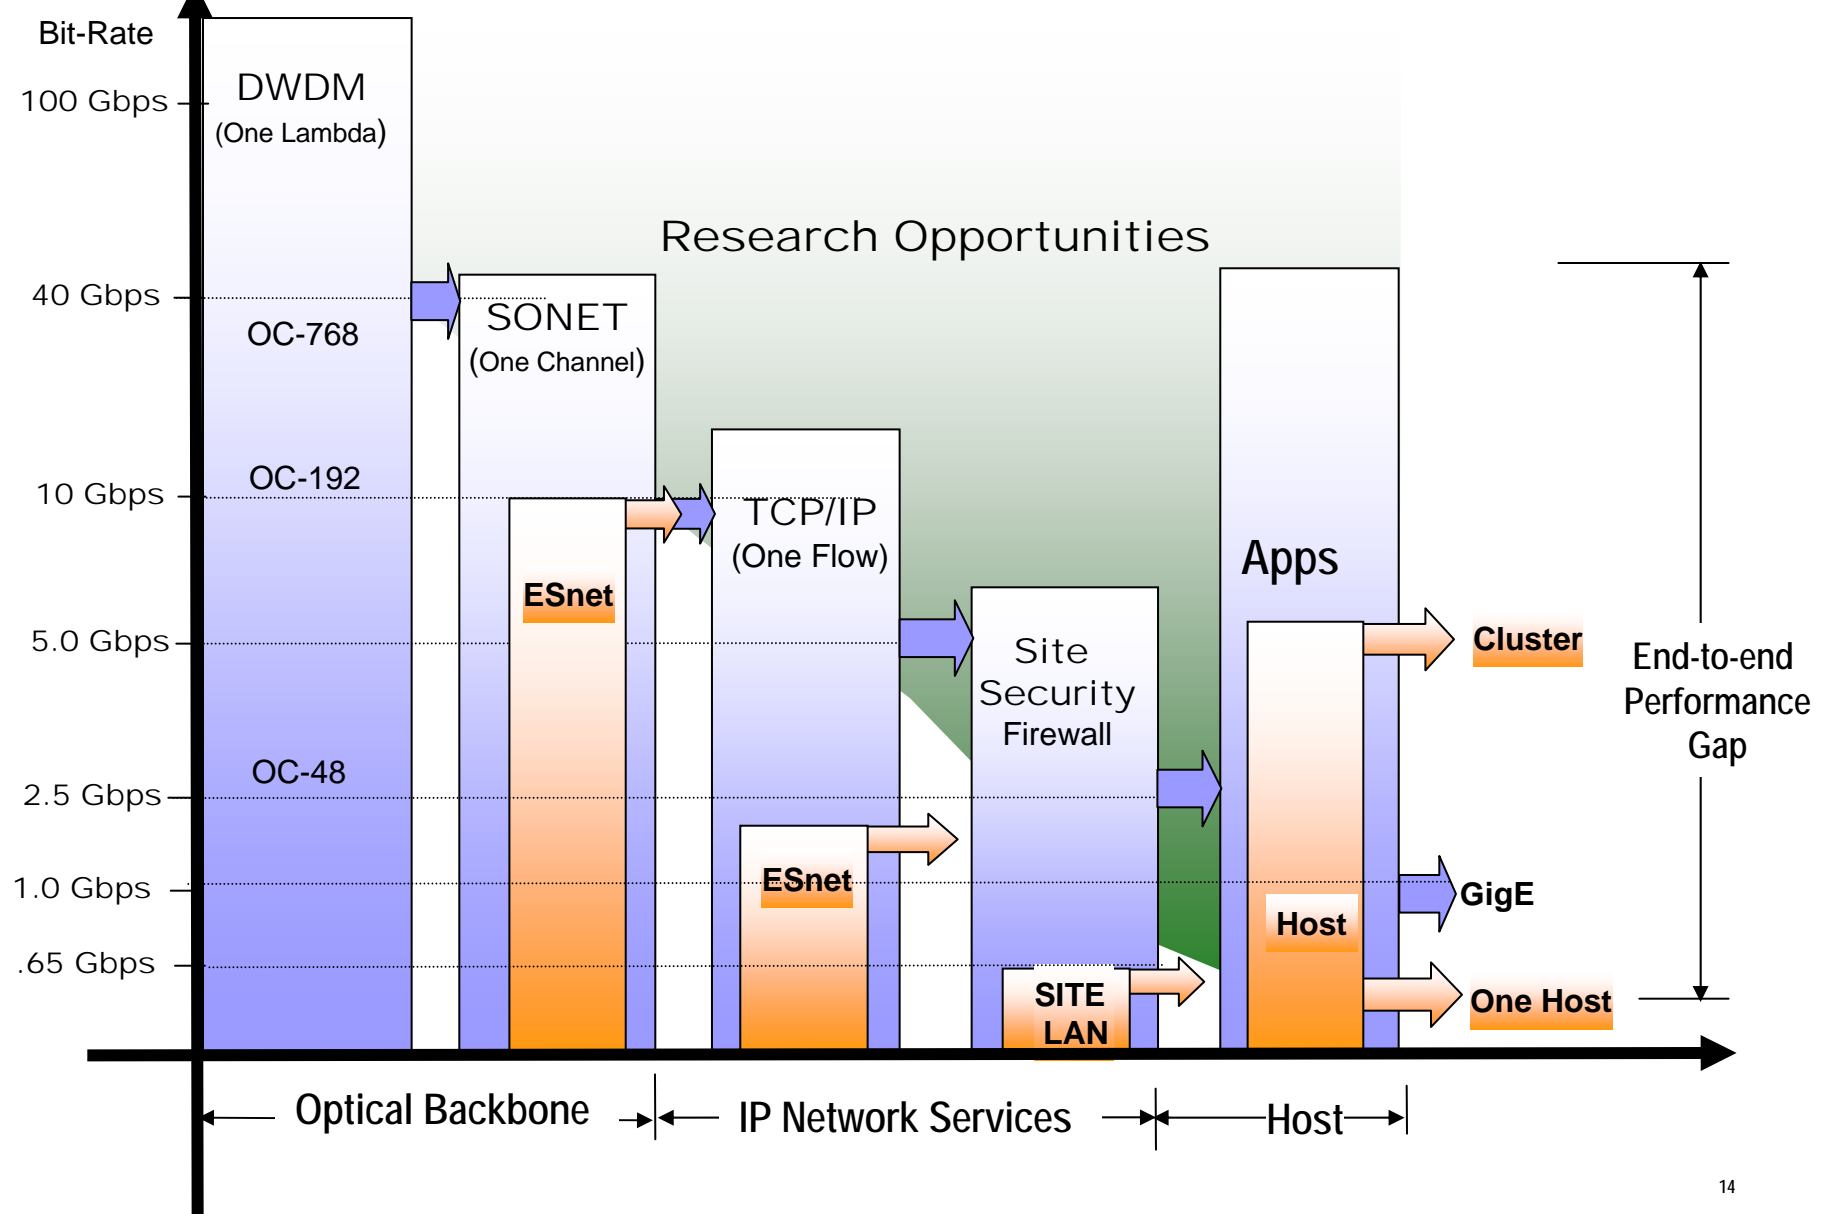 Bit-Rate
100 Gbps
40 Gbps
10 Gbps
5.0 Gbps
2.5 Gbps
1.0 Gbps
.65 Gbps
DWDM
(One Lambda)
OC-768
OC-192
OC-48
Research Opportunities
SONET
(One Channel)
ESnet
TCP/IP
(One Flow)
ESnet
Site
Security
Firewall
SITE
LAN
Apps
Host
Cluster
GigE
One Host
End-to-end
Performance
Gap
Optical Backbone
IP Network Services
Host
14